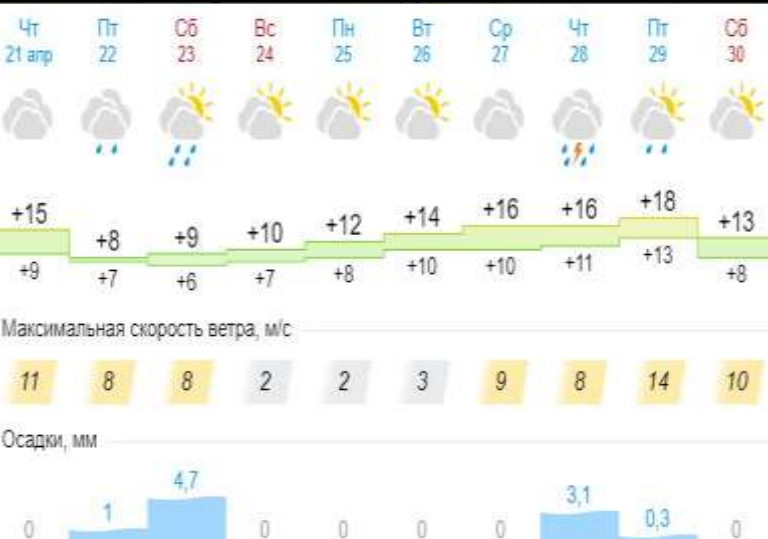 Чт Пт Сб Вс Пн Вт Ср Чт Пт Сб
21 апр 22 23 24 25 26 27 28 29 30
+15 +8 +9 +10 +12 +14 +16 +16 +18 +13
+9 +7 +6 +7 +8 +10 +10 +11 +13 +8
Максимальная скорость ветра, м/с
11 8 8 2 2 3 9 8 14 10
Осадки, мм
0 1 4,7 0 0 0 0 3,1 0,3 0